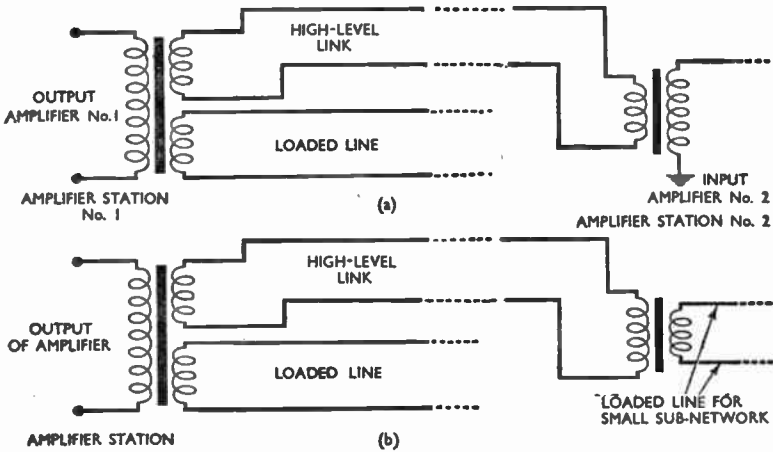 HIGH-LEVEL
LINK
OUTPUT
AMPLIFIER No.1
LOADED LINE
AMPLIFIER STATION
No. 1
(a)
INPUT
AMPLIFIER No. 2
AMPLIFIER STATION No. 2
HIGH-LEVEL
LINK
OUTPUT
OF AMPLIFIER
LOADED LINE
LOADED LINE FOR
SMALL SUB-NETWORK
AMPLIFIER STATION
(b)